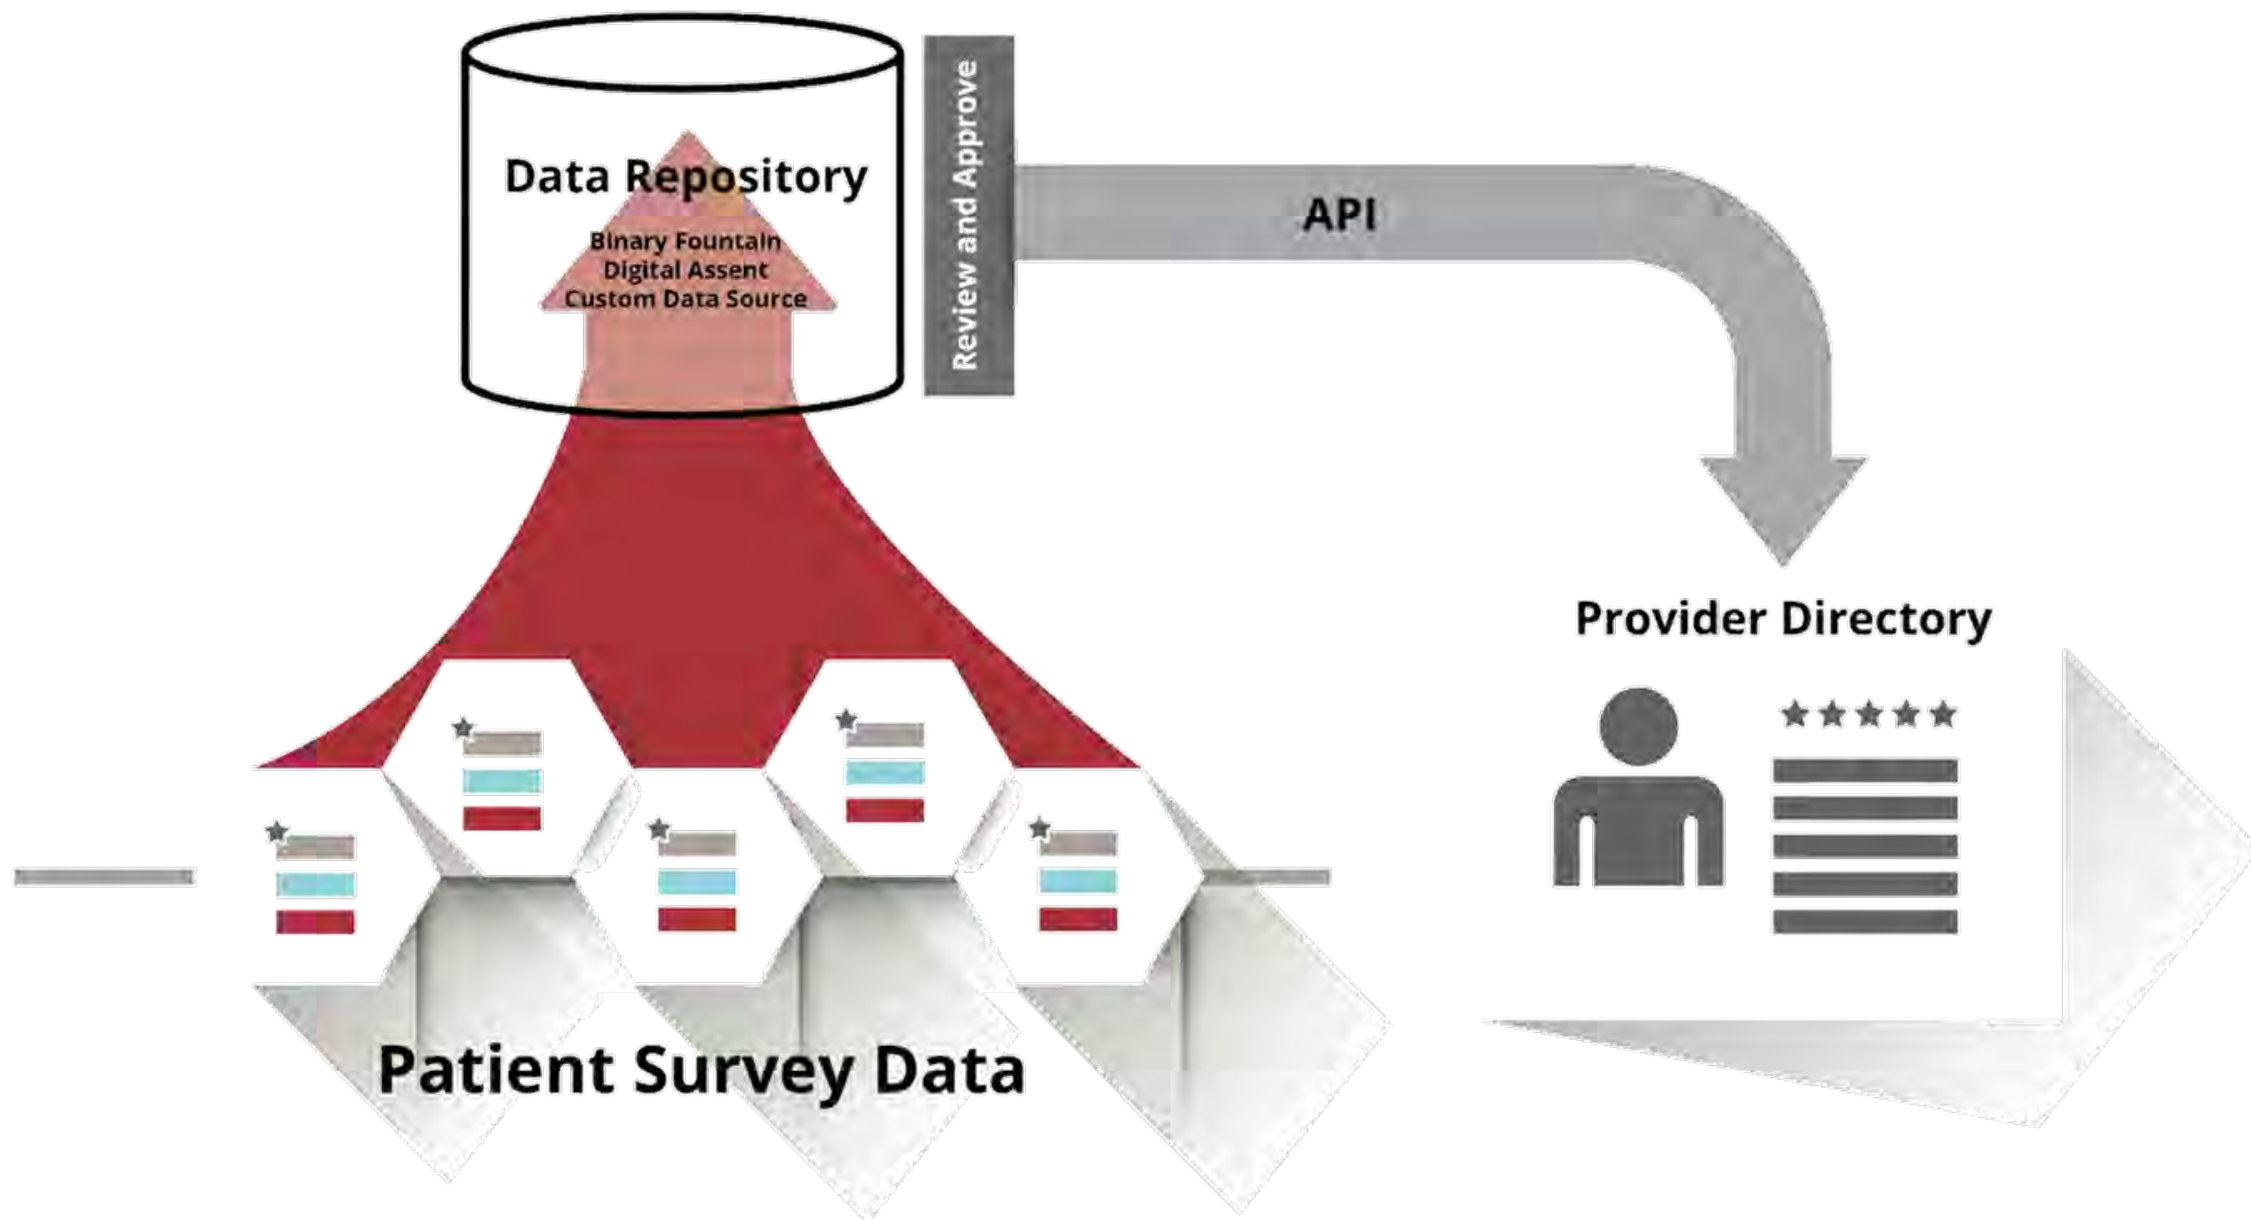 Data Repository
Binary Fountain
Digital Assent
Custom Data Source
Review and Approve
API
Provider Directory
Patient Survey Data